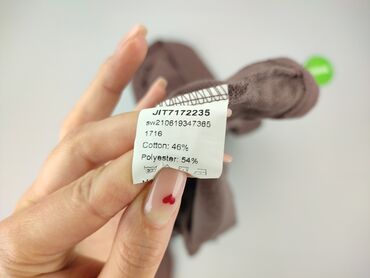 JIT7172235
sw210819347365
1716
Cotton: 46%
Polyester: 54%